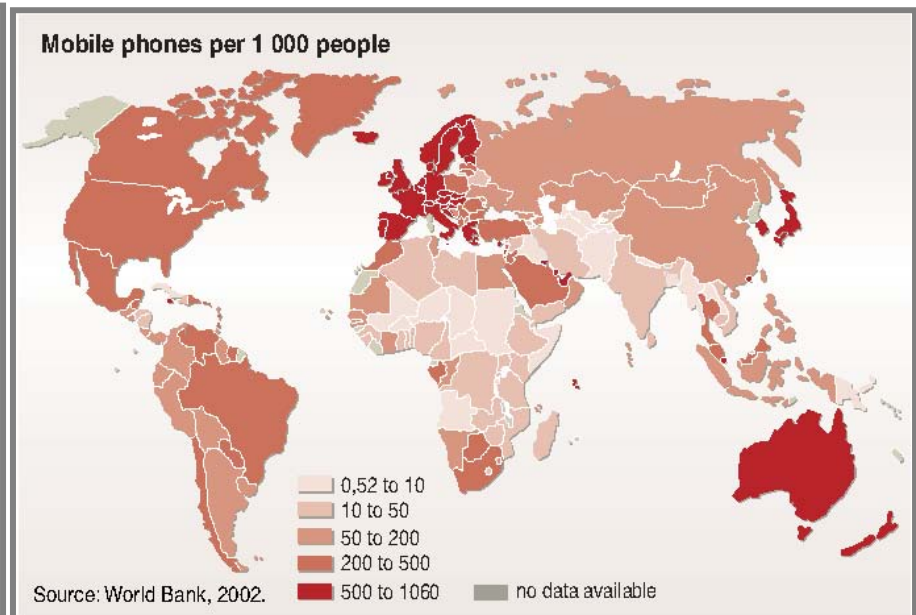 Mobile phones per 1 000 people
0,52 to 10
10 to 50
50 to 200
200 to 500
500 to 1060
no data available
Source: World Bank, 2002.